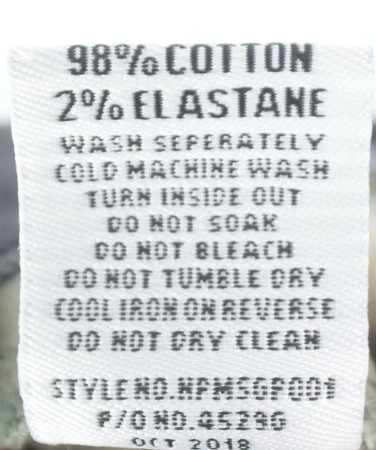 98% COTTON
2% ELASTANE
WASH SEPERATELY
COLD MACHINE WASH
TURN INSIDE OUT
DO NOT SOAK
DO NOT BLEACH
DO NOT TUMBLE DRY
COOL IRON ON REVERSE
DO NOT DRY CLEAN
STYLE NO.
P/O NO.45296
OCT 2018